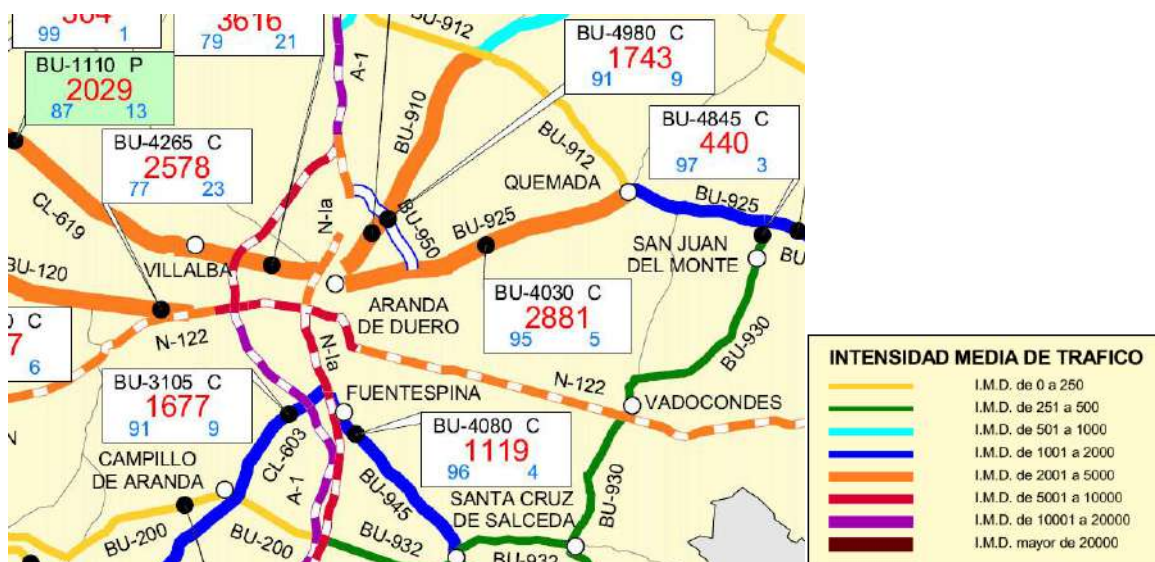 99 1
3616
79 21
BU-912
BU-4980 C
1743
91 9
BU-1110 P
2029
87 13
A-1
BU-910
BU-4845 C
440
97 3
BU-4265 C
2578
77 23
BU-912
QUEMADA
BU-925
CL-619
N-Ia
BU-950
BU-925
SAN JUAN
DEL MONTE
BU
VILLALBA
BU-120
ARANDA
DE DUERO
BU-4030 C
2881
95 5
0 C
7
6
N-122
N-Ia
BU-930
INTENSIDAD MEDIA DE TRAFICO
I.M.D. de 0 a 250
I.M.D. de 251 a 500
I.M.D. de 501 a 1000
I.M.D. de 1001 a 2000
I.M.D. de 2001 a 5000
I.M.D. de 5001 a 10000
I.M.D. de 10001 a 20000
I.M.D. mayor de 20000
BU-3105 C
1677
91 9
FUENTESPINA
N-122
VADOCONDES
BU-4080 C
1119
96 4
CL-603
CAMPILLO
DE ARANDA
A-1
BU-945
SANTA CRUZ
DE SALCEDA
BU-930
N
BU-200
BU-200
BU-932
BU-932